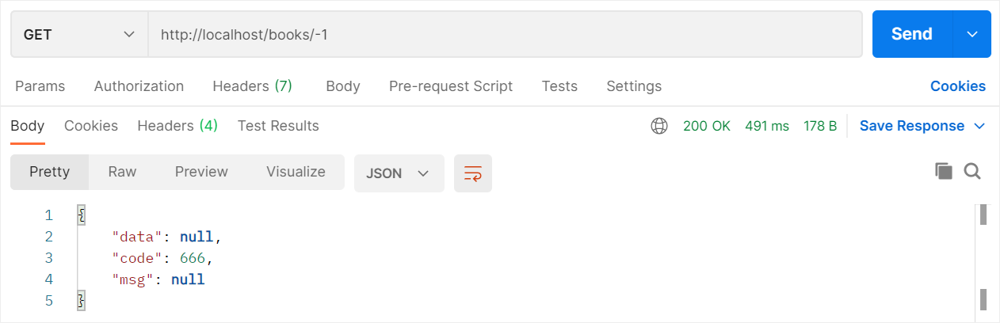 GET http://localhost/books/-1 Send
Params Authorization Headers (7) Body Pre-request Script Tests Settings Cookies
Body Cookies Headers (4) Test Results 200 OK 491 ms 178 B Save Response
Pretty Raw Preview Visualize JSON
1 {
2 "data": null,
3 "code": 666,
4 "msg": null
5 }